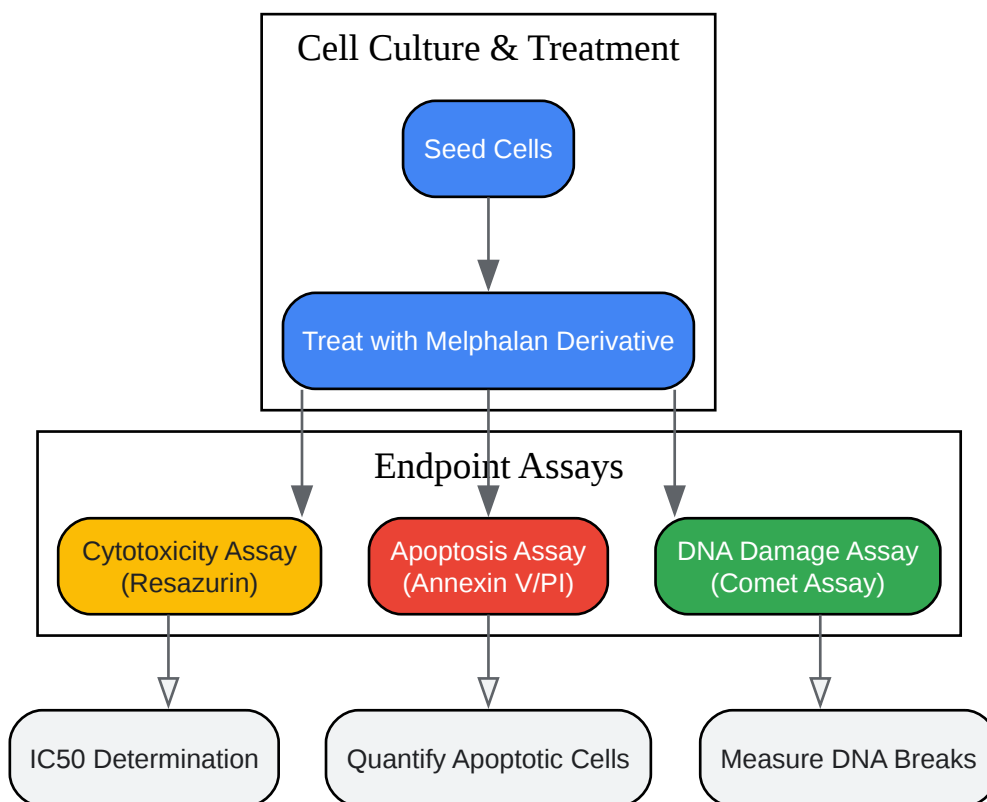 Cell Culture & Treatment
Seed Cells
Treat with Melphalan Derivative
Endpoint Assays
Cytotoxicity Assay
(Resazurin)
Apoptosis Assay
(Annexin V/PI)
DNA Damage Assay
(Comet Assay)
IC50 Determination
Quantify Apoptotic Cells
Measure DNA Breaks